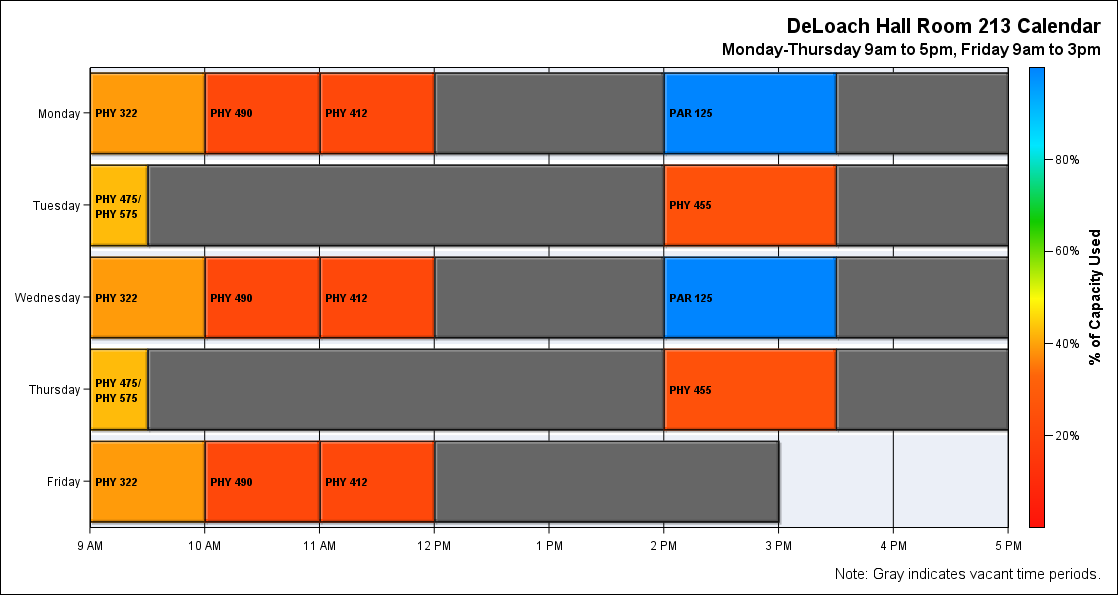 DeLoach Hall Room 213 Calendar
Monday-Thursday 9am to 5pm, Friday 9am to 3pm
Monday
PHY 322
PHY 490
PHY 412
PAR 125
Tuesday
PHY 475/
PHY 575
PHY 455
Wednesday
PHY 322
PHY 490
PHY 412
PAR 125
Thursday
PHY 475/
PHY 575
PHY 455
Friday
PHY 322
PHY 490
PHY 412
9 AM
10 AM
11 AM
12 PM
1 PM
2 PM
3 PM
4 PM
5 PM
80%
60%
40%
20%
% of Capacity Used
Note: Gray indicates vacant time periods.